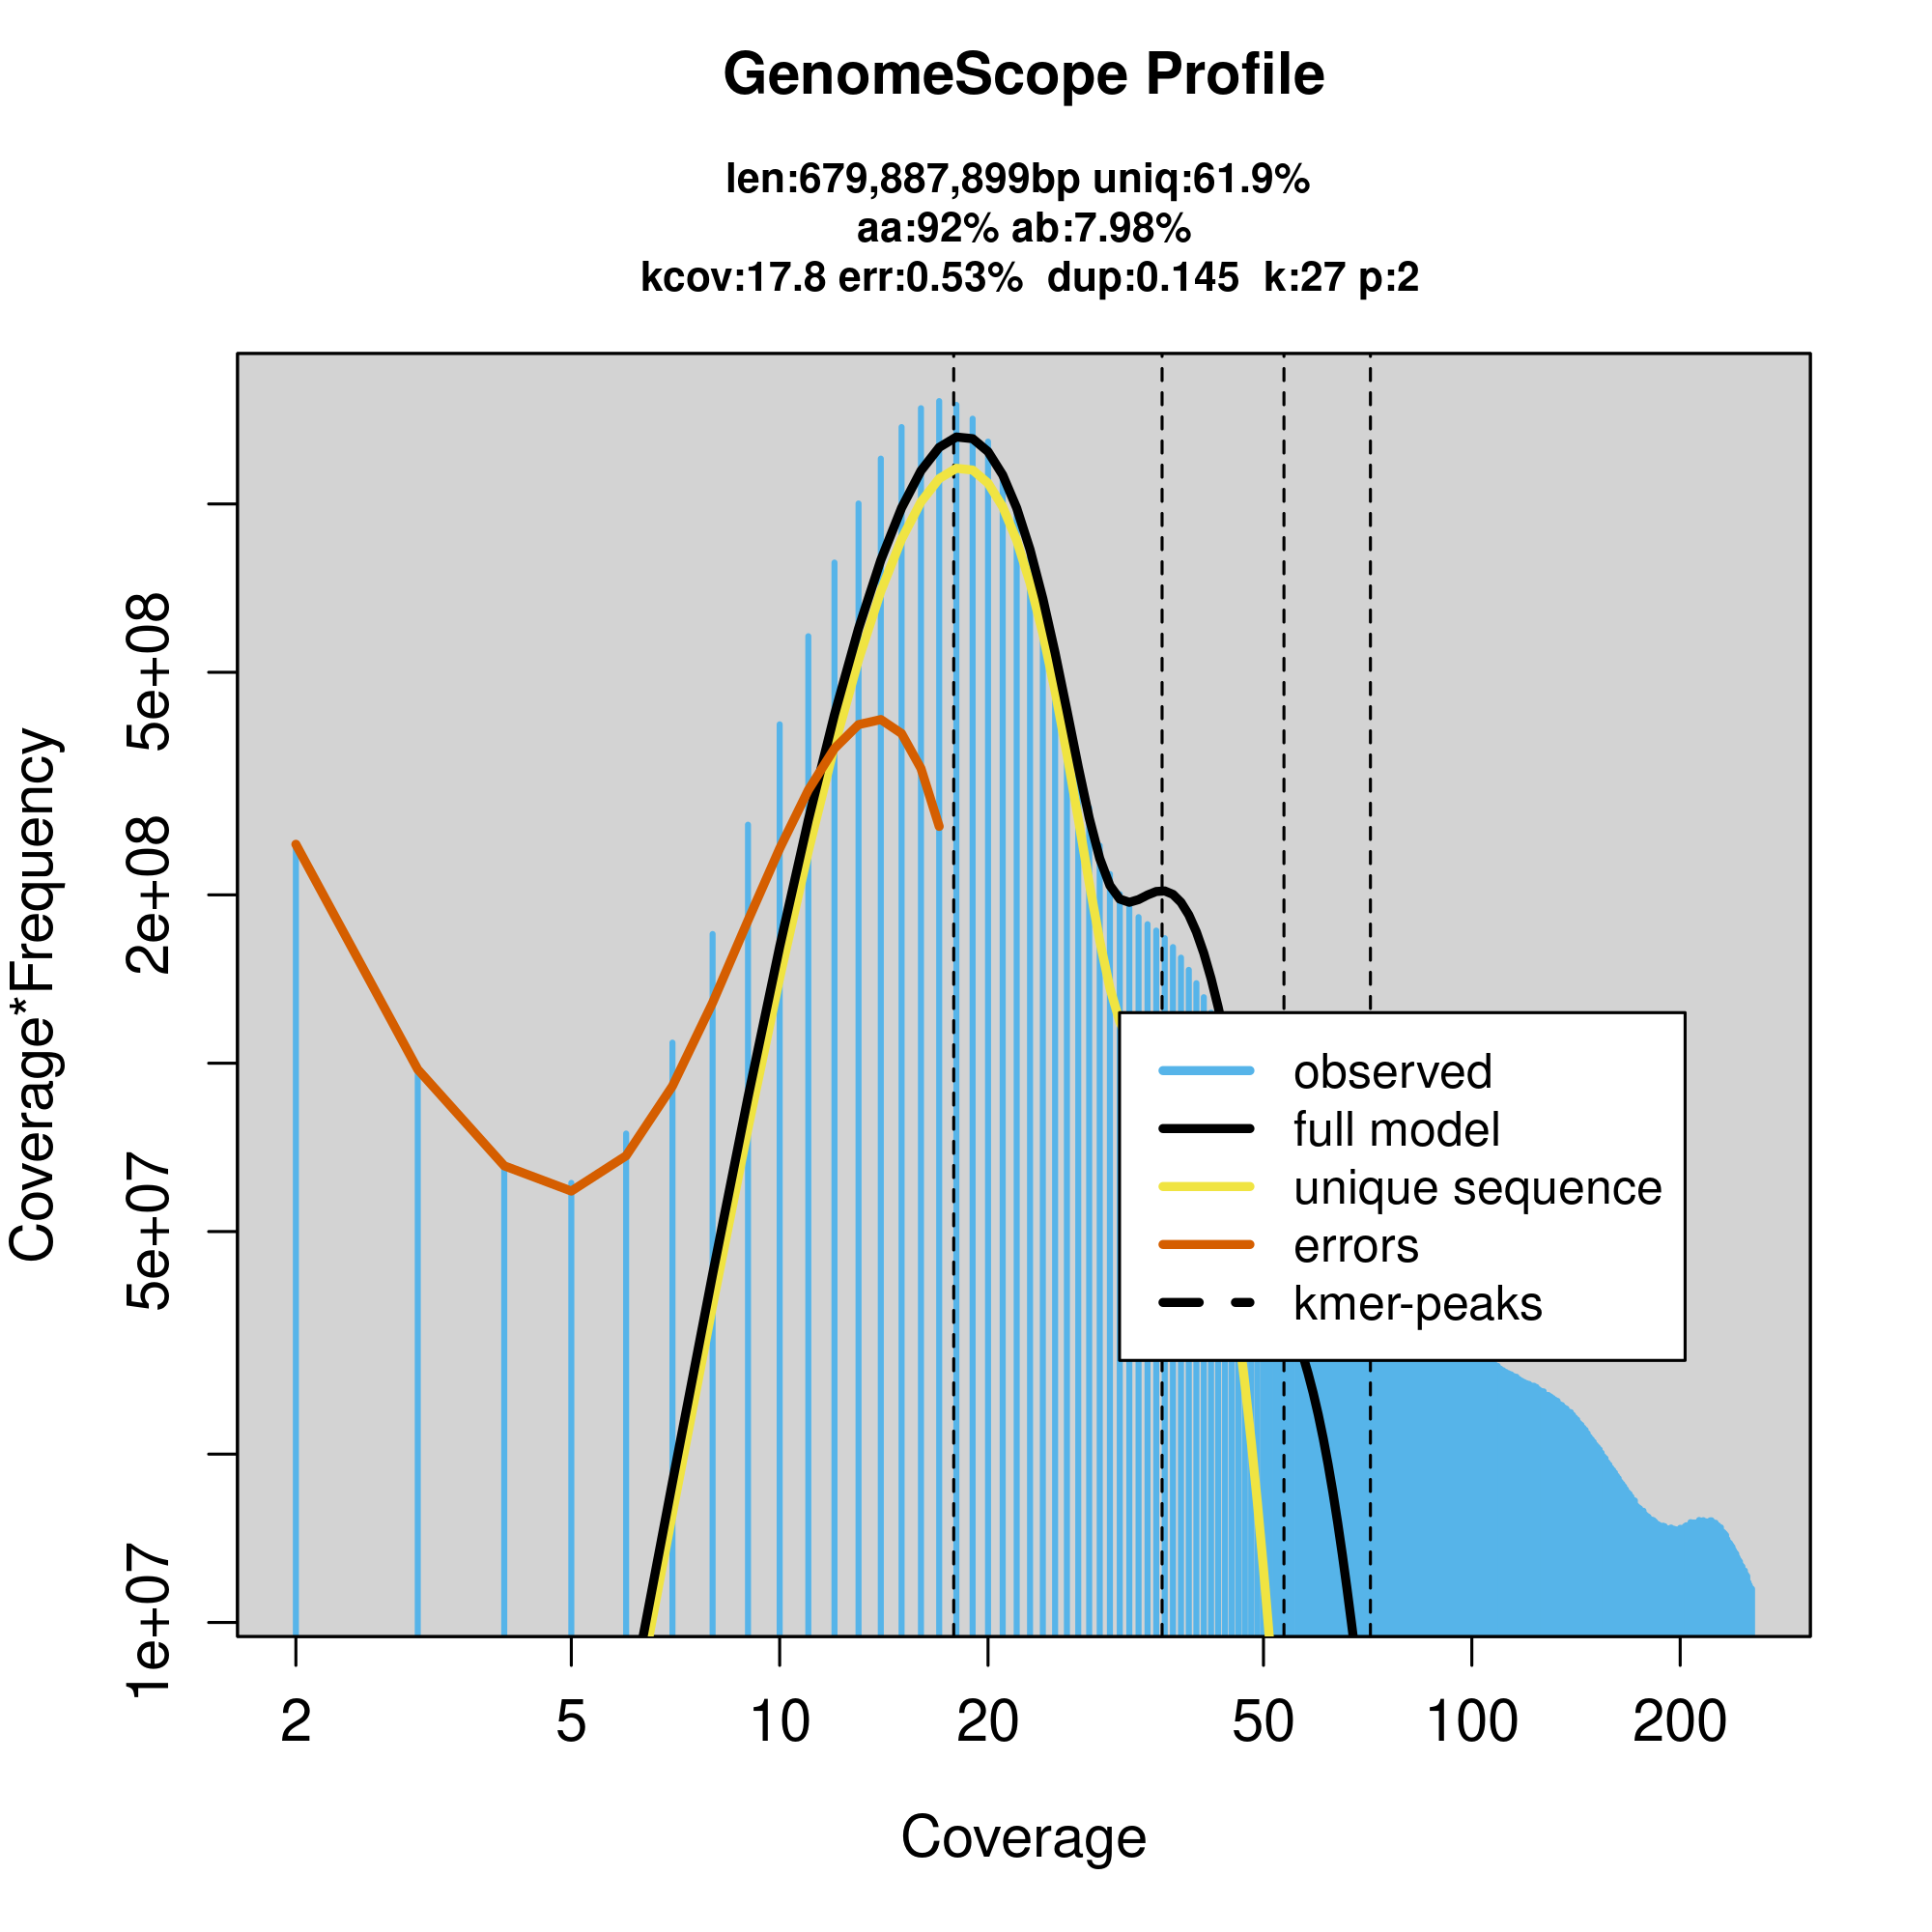 GenomeScope Profile
len:679,887,899bp uniq:61.9%
aa:92% ab:7.98%
kcov:17.8 err:0.53%  dup:0.145  k:27 p:2
Coverage*Frequency
5e+08
2e+08
5e+07
1e+07
observed
full model
unique sequence
errors
kmer-peaks
2 5 10 20 50 100 200
Coverage